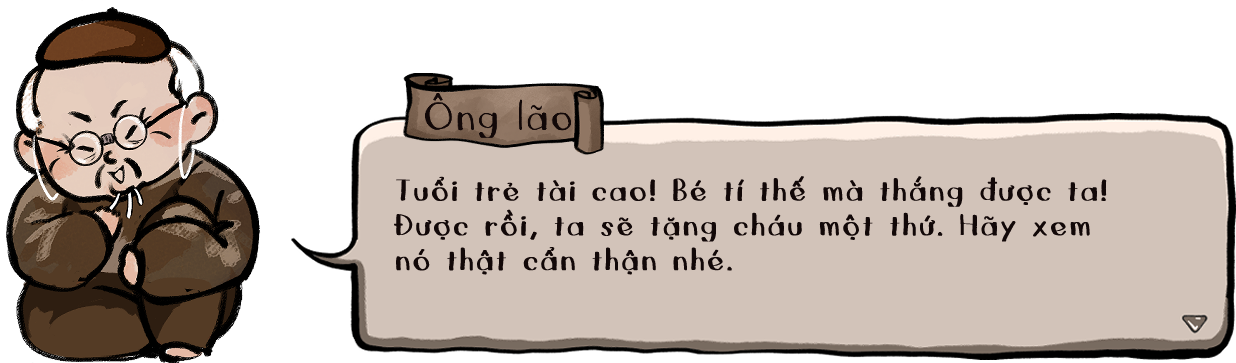 Ông lão
Tuổi trẻ tài cao! Bé tí thế mà thắng được ta!
Được rồi, ta sẽ tặng cháu một thứ. Hãy xem
nó thật cẩn thận nhé.